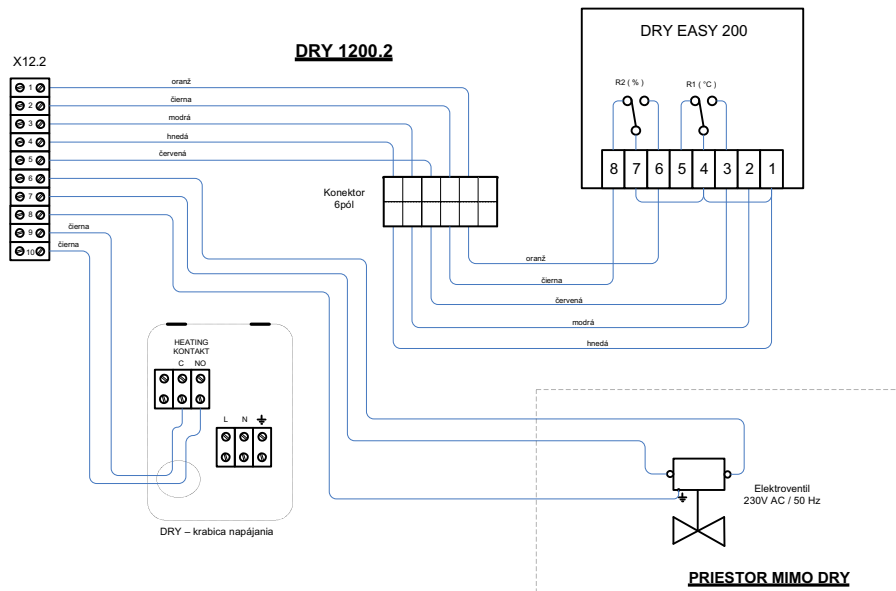 DRY 1200.2
DRY EASY 200
X12.2
R2 ( % )
R1 ( °C )
1
oranž
2
čierna
3
modrá
4
hnedá
5
červená
6
7
8
9
čierna
10
čierna
8 7 6 5 4 3 2 1
Konektor
6pól
oranž
čierna
červená
modrá
hnedá
HEATING
KONTAKT
C NO
L N
DRY – krabica napájania
Elektroventil
230V AC / 50 Hz
PRIESTOR MIMO DRY